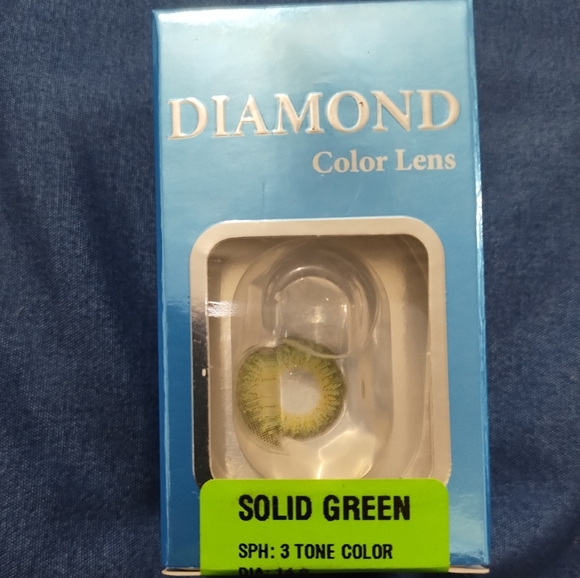 DIAMOND
Color Lens
SOLID GREEN
SPH: 3 TONE COLOR